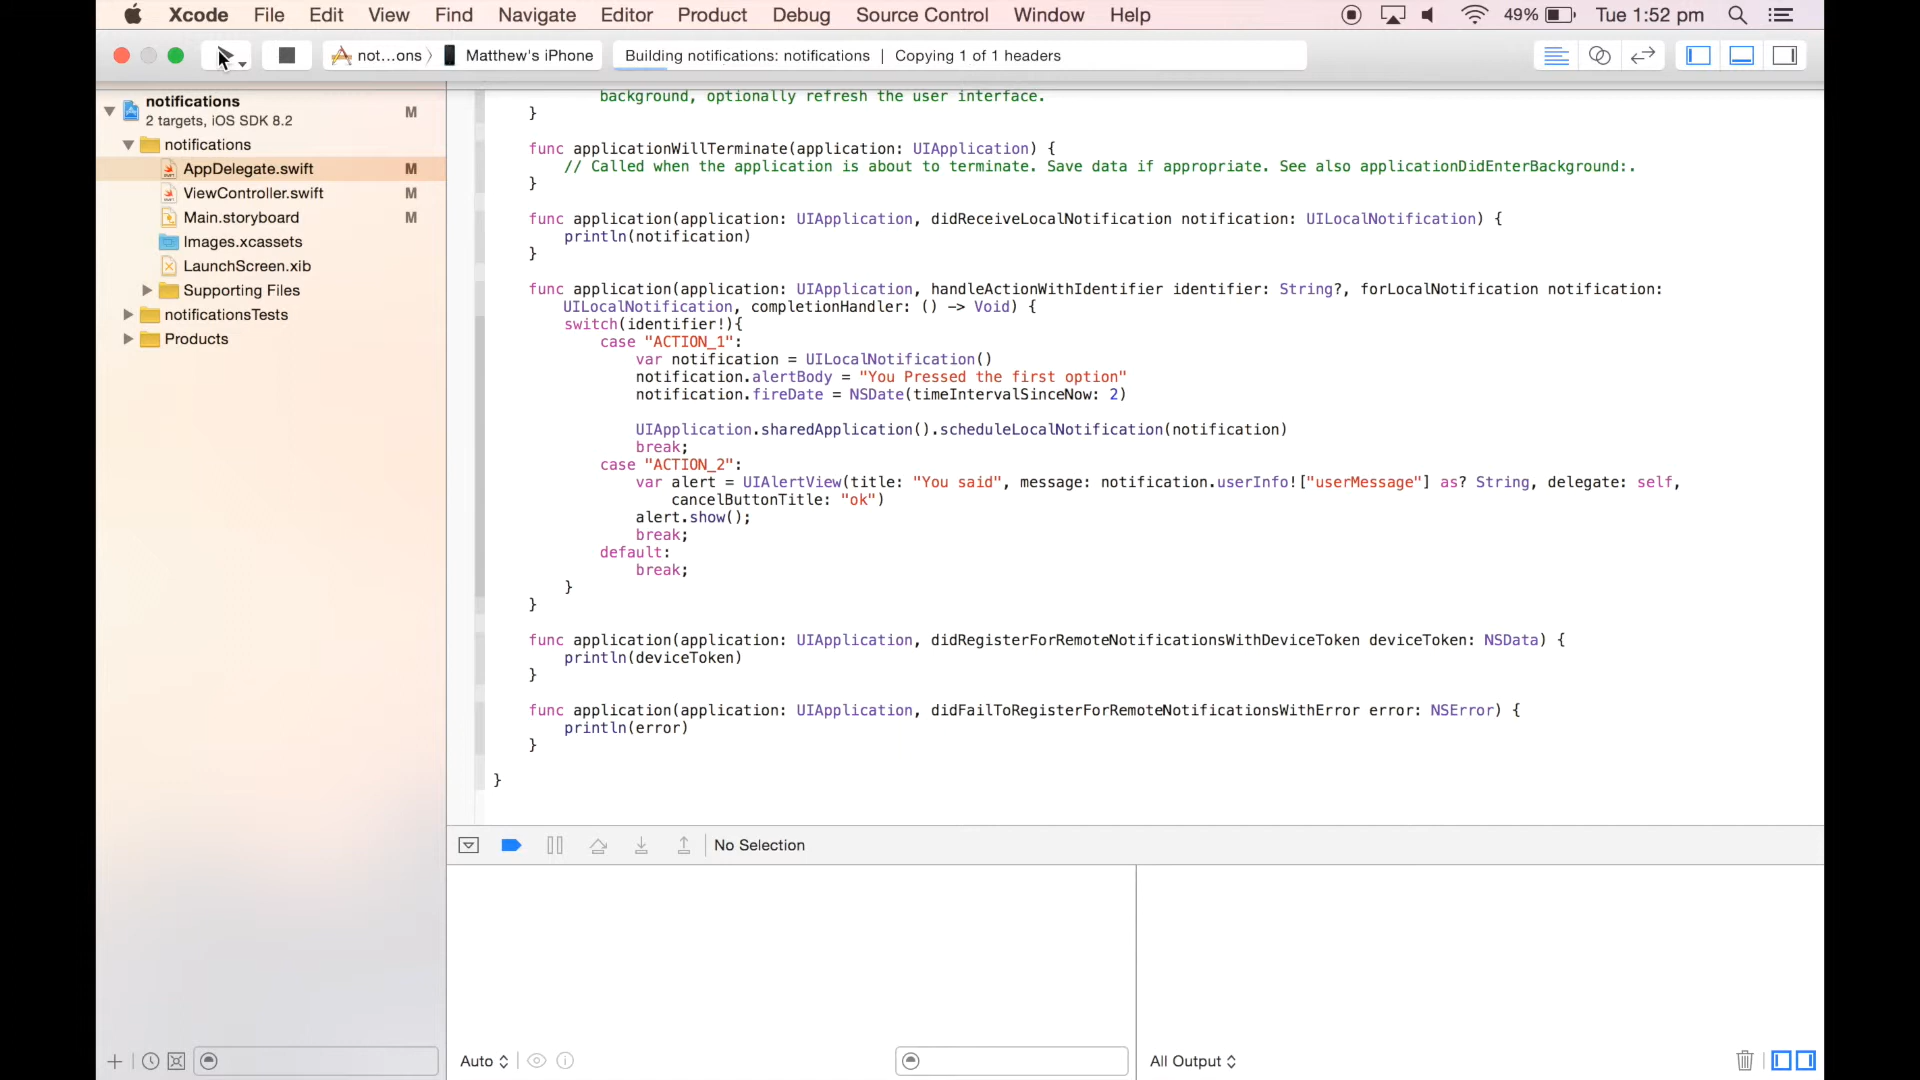 Xcode File Edit View Find Navigate Editor Product Debug Source Control Window Help 49% Tue 1:52 pm
not...ons Matthew's iPhone Building notifications: notifications | Copying 1 of 1 headers
notifications
2 targets, iOS SDK 8.2 M
notifications
AppDelegate.swift M
ViewController.swift M
Main.storyboard M
Images.xcassets
LaunchScreen.xib
Supporting Files
notificationsTests
Products
background, optionally refresh the user interface.
}
func applicationWillTerminate(application: UIApplication) {
// Called when the application is about to terminate. Save data if appropriate. See also applicationDidEnterBackground:.
}
func application(application: UIApplication, didReceiveLocalNotification notification: UILocalNotification) {
println(notification)
}
func application(application: UIApplication, handleActionWithIdentifier identifier: String?, forLocalNotification notification:
UILocalNotification, completionHandler: () -> Void) {
switch(identifier!){
case "ACTION_1":
var notification = UILocalNotification()
notification.alertBody = "You Pressed the first option"
notification.fireDate = NSDate(timeIntervalSinceNow: 2)
UIApplication.sharedApplication().scheduleLocalNotification(notification)
break;
case "ACTION_2":
var alert = UIAlertView(title: "You said", message: notification.userInfo!["userMessage"] as? String, delegate: self,
cancelButtonTitle: "ok")
alert.show();
break;
default:
break;
}
}
func application(application: UIApplication, didRegisterForRemoteNotificationsWithDeviceToken deviceToken: NSData) {
println(deviceToken)
}
func application(application: UIApplication, didFailToRegisterForRemoteNotificationsWithError error: NSError) {
println(error)
}
}
No Selection
Auto
All Output